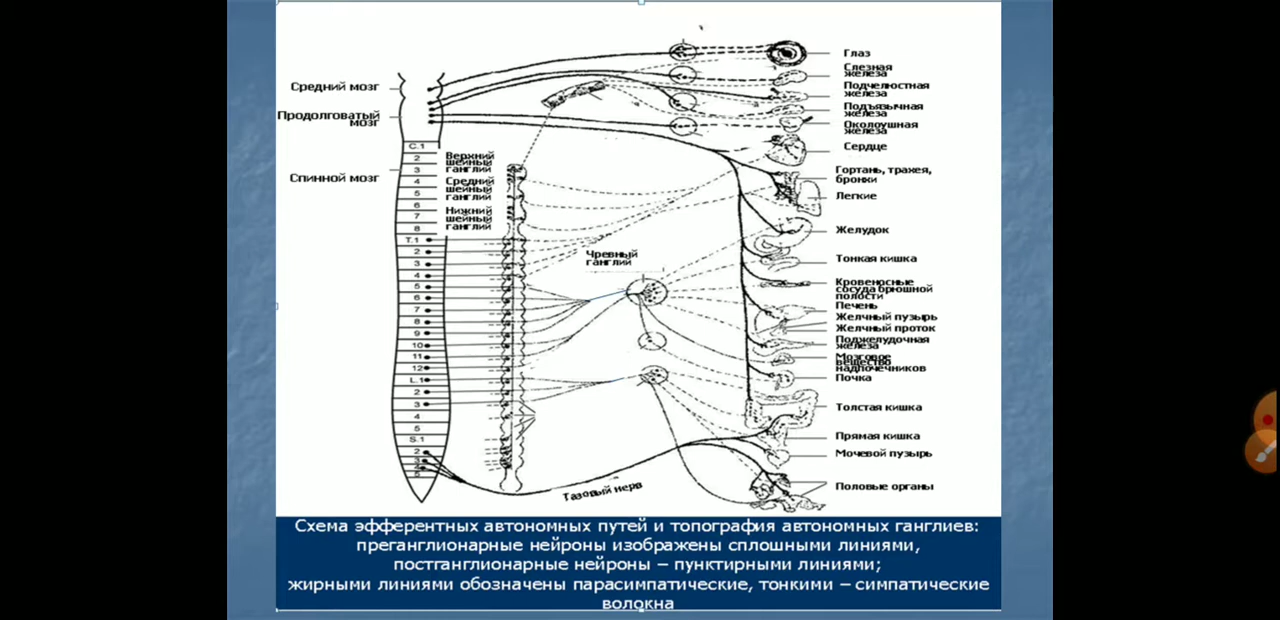 Средний мозг
Продолговатый
мозг
Спинной мозг
C.1
2
3
4
5
6
7
8
T.1
2
3
4
5
6
7
8
9
10
11
12
L.1
2
3
4
5
S.1
2
3
4
5
Верхний
шейный
ганглий
Средний
шейный
ганглий
Нижний
шейный
ганглий
Чревный
ганглий
Тазовый нерв
Глаз
Слезная
железа
Подчелюстная
железа
Подъязычная
железа
Околоушная
железа
Сердце
Гортань, трахея,
бронхи
Легкие
Желудок
Тонкая кишка
Кровеносные
сосуда брюшной
полости
Печень
Желчный пузырь
Желчный проток
Поджелудочная
железа
Мозговое
вещество
надпочечников
Почка
Толстая кишка
Прямая кишка
Мочевой пузырь
Половые органы
Схема эфферентных автономных путей и топография автономных ганглиев:
преганглионарные нейроны изображены сплошными линиями,
постганглионарные нейроны – пунктирными линиями;
жирными линиями обозначены парасимпатические, тонкими – симпатические
волокна